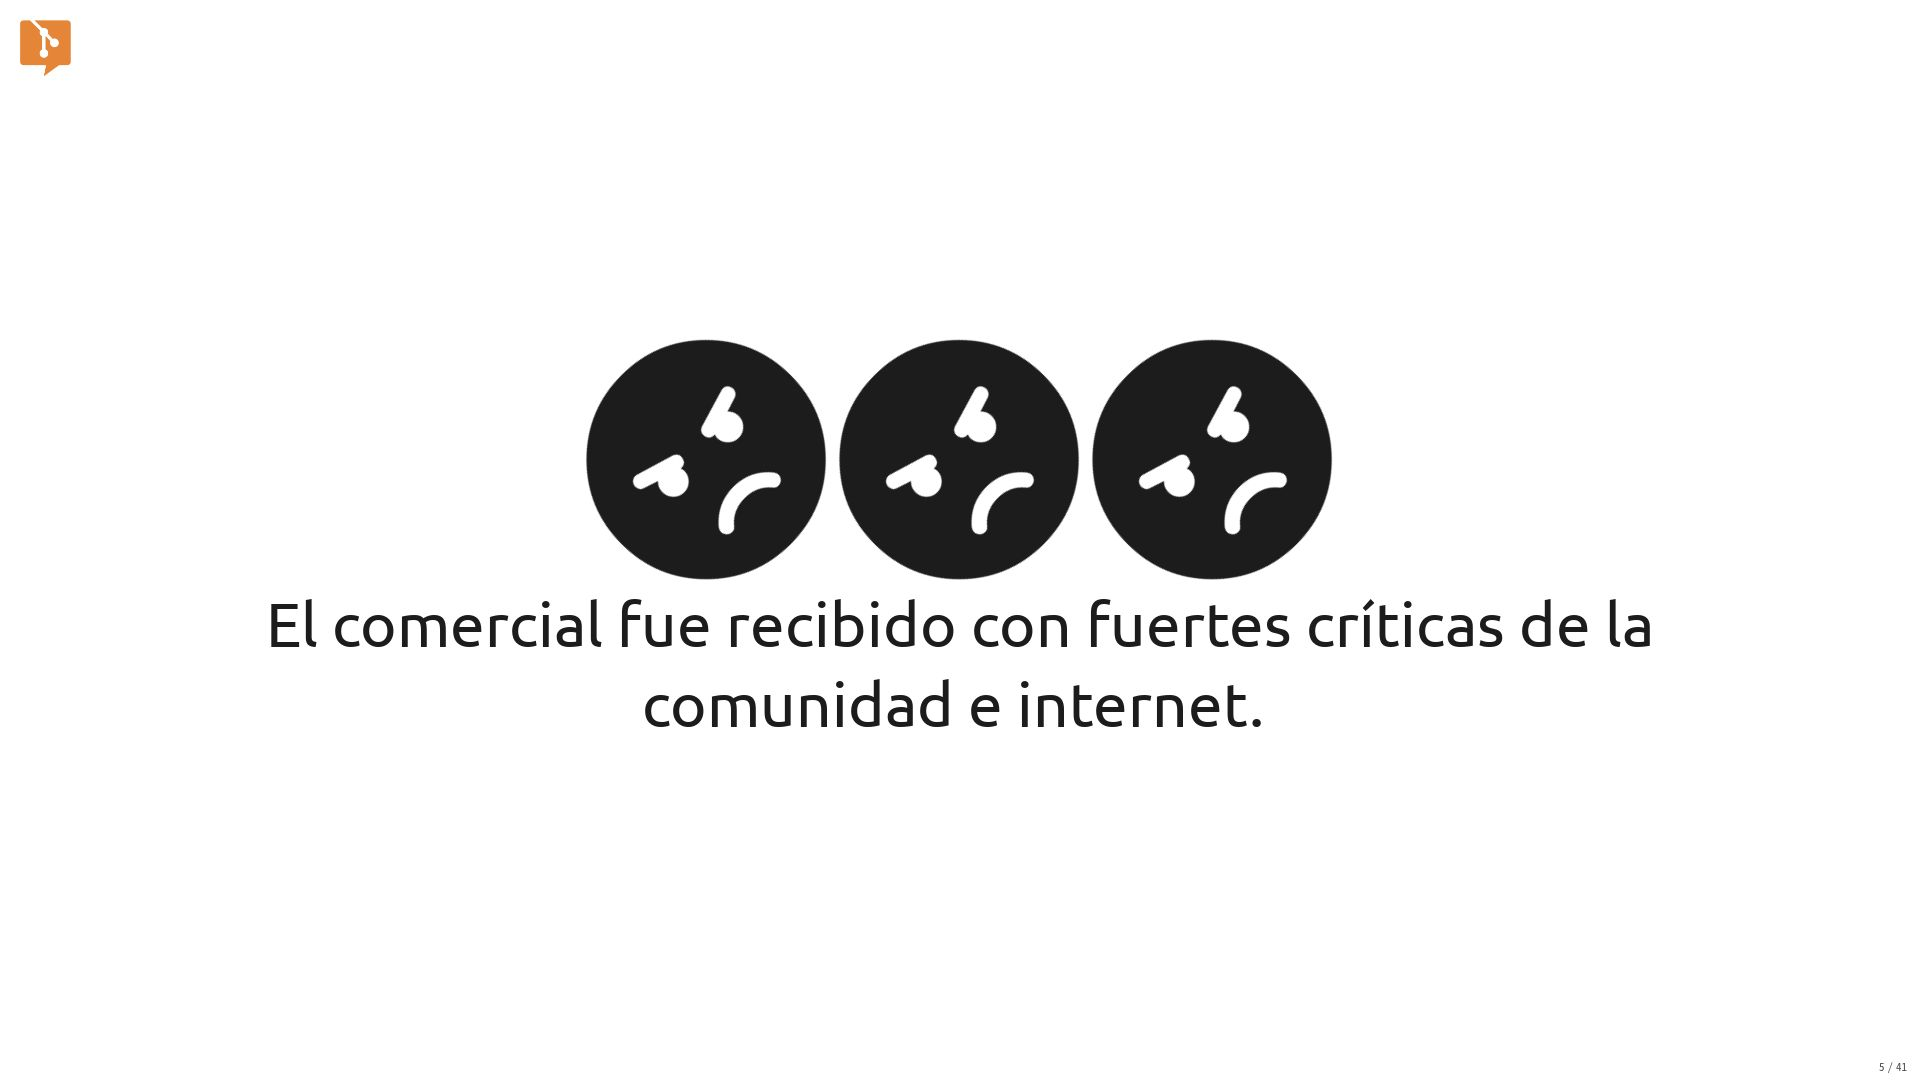 El comercial fue recibido con fuertes críticas de la
comunidad e internet.
5 / 41